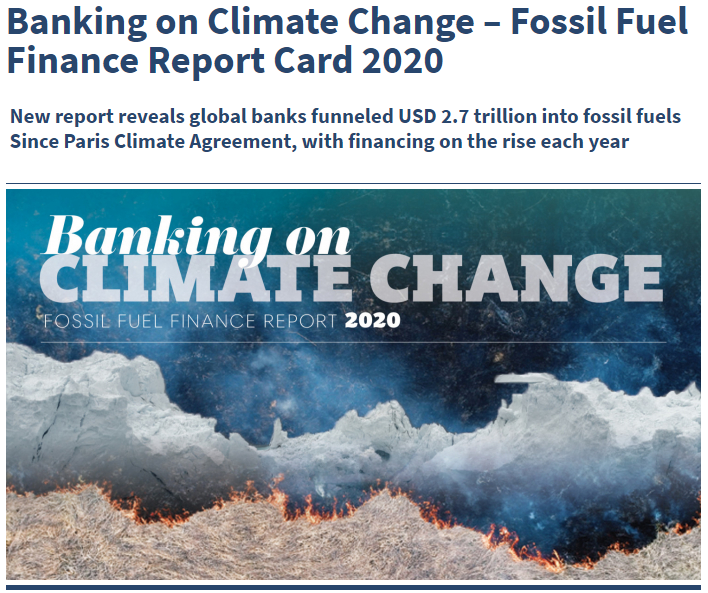 Banking on Climate Change – Fossil Fuel
Finance Report Card 2020
New report reveals global banks funneled USD 2.7 trillion into fossil fuels
Since Paris Climate Agreement, with financing on the rise each year
Banking on
CLIMATE CHANGE
FOSSIL FUEL FINANCE REPORT 2020